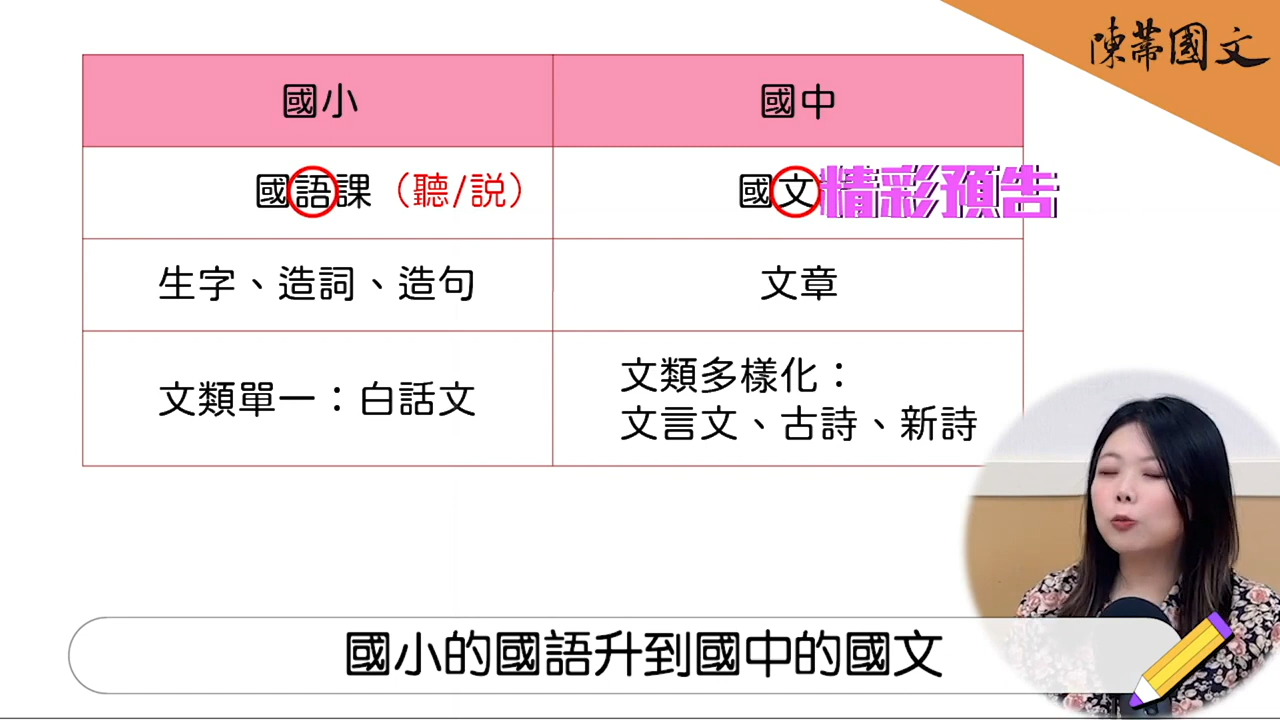 陳蒂國文
國小
國中
國語課（聽/説）
國文
精彩預告
生字、造詞、造句
文章
文類單一：白話文
文類多樣化：
文言文、古詩、新詩
國小的國語升到國中的國文